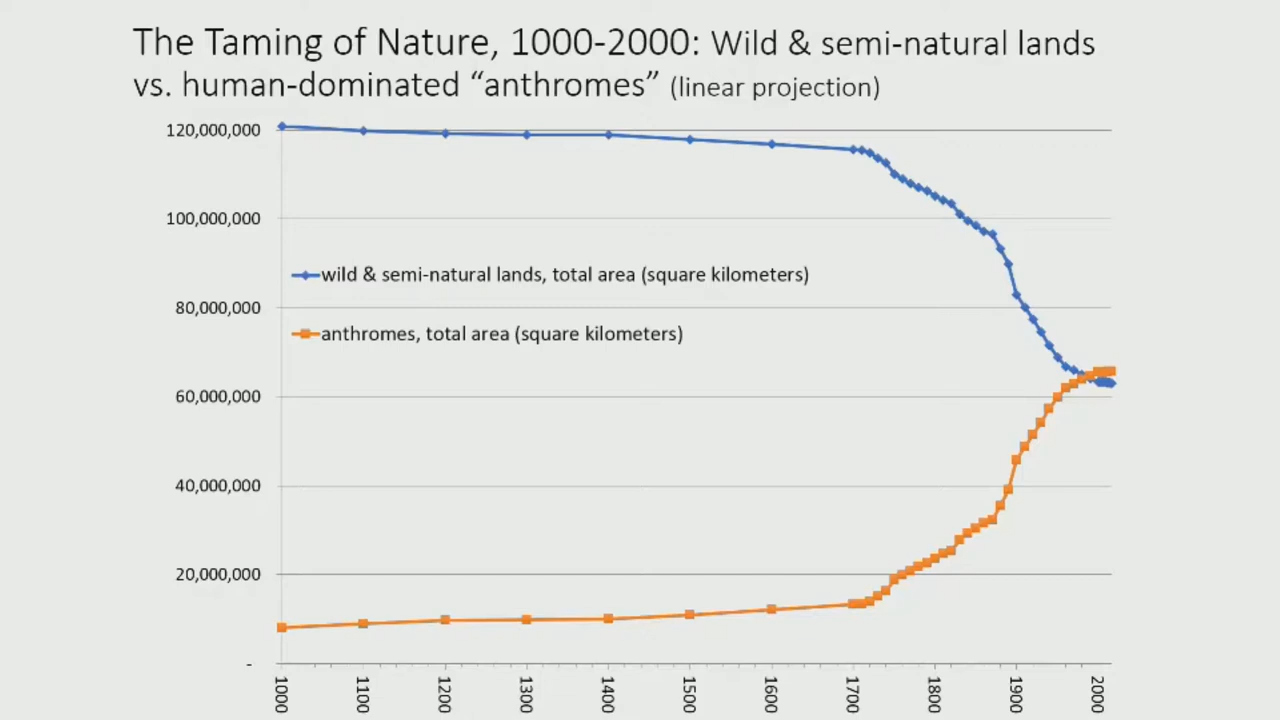 The Taming of Nature, 1000-2000: Wild & semi-natural lands
vs. human-dominated “anthromes” (linear projection)
120,000,000
100,000,000
wild & semi-natural lands, total area (square kilometers)
80,000,000
anthromes, total area (square kilometers)
60,000,000
40,000,000
20,000,000
-
1000 1100 1200 1300 1400 1500 1600 1700 1800 1900 2000